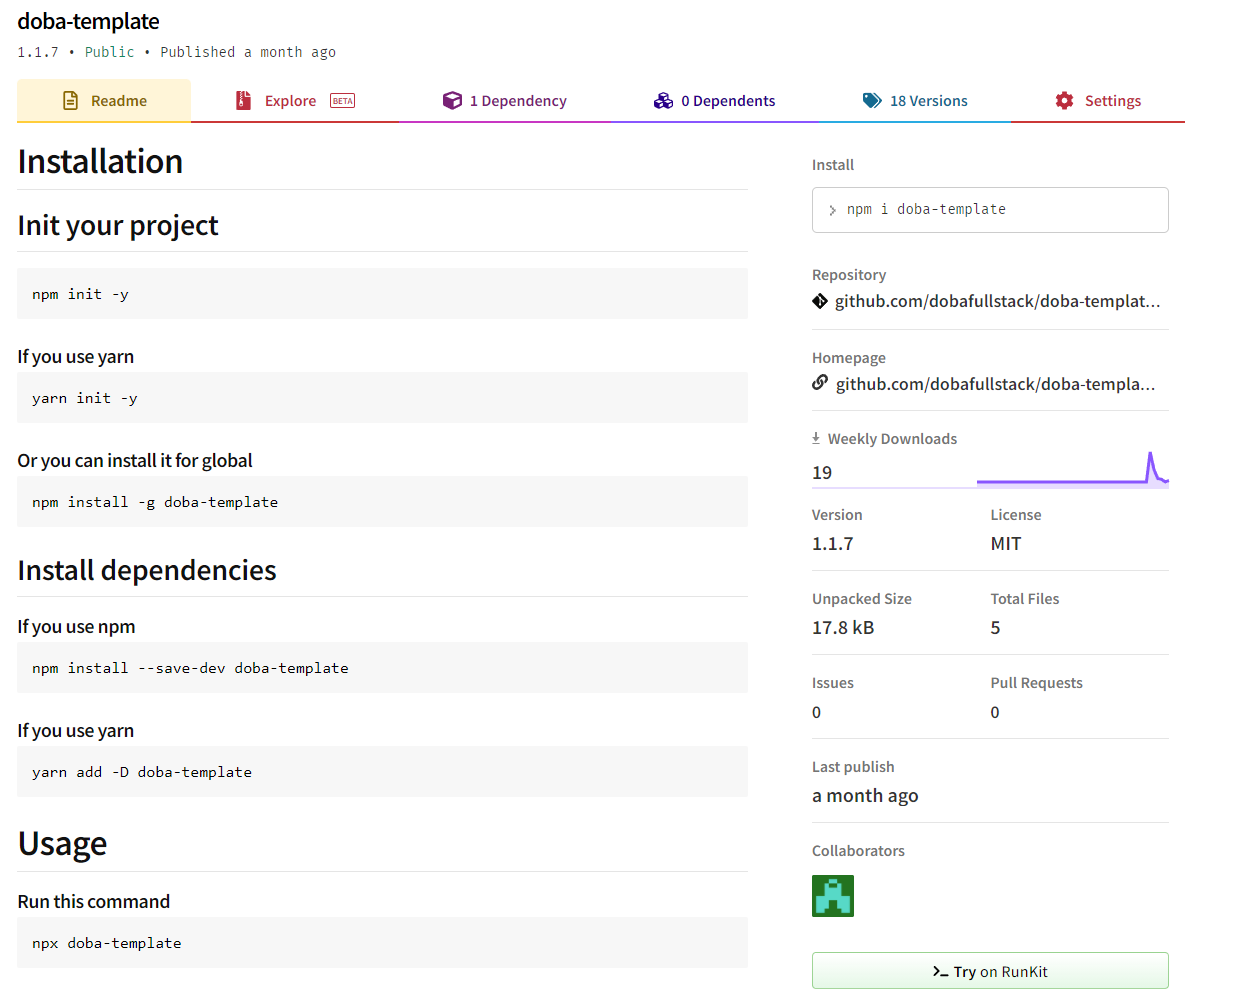 doba-template
1.1.7 • Public • Published a month ago
Readme
Explore BETA
1 Dependency
0 Dependents
18 Versions
Settings
Installation
Init your project
npm init -y
If you use yarn
yarn init -y
Or you can install it for global
npm install -g doba-template
Install dependencies
If you use npm
npm install --save-dev doba-template
If you use yarn
yarn add -D doba-template
Usage
Run this command
npx doba-template
Install
npm i doba-template
Repository
github.com/dobafullstack/doba-templat…
Homepage
github.com/dobafullstack/doba-templa…
Weekly Downloads
19
Version License
1.1.7 MIT
Unpacked Size Total Files
17.8 kB 5
Issues Pull Requests
0 0
Last publish
a month ago
Collaborators
Try on RunKit